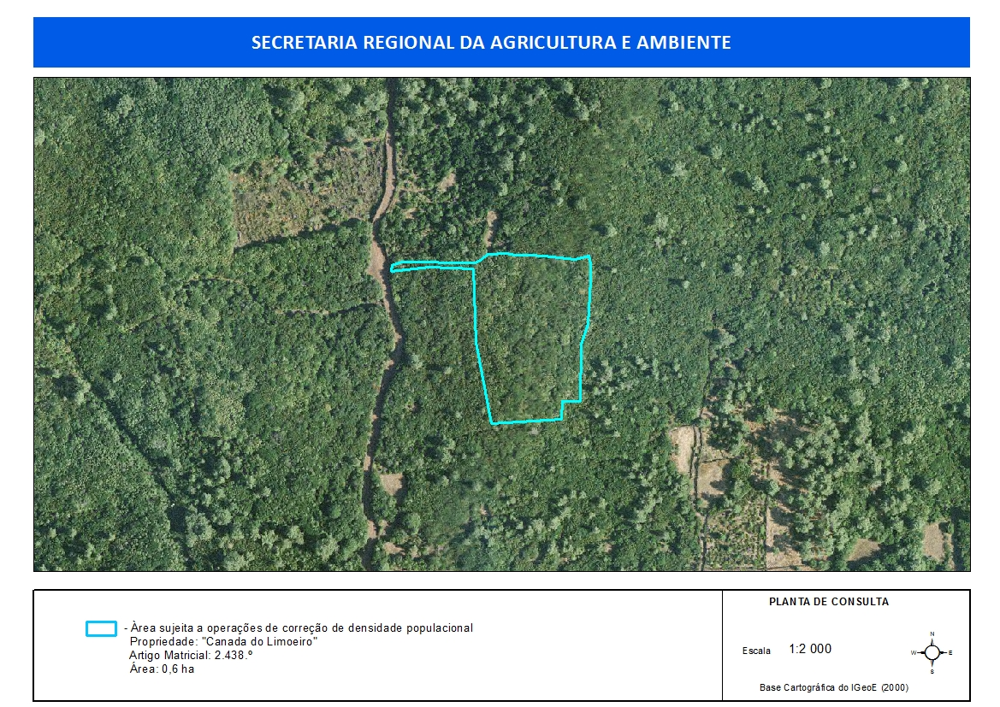 SECRETARIA REGIONAL DA AGRICULTURA E AMBIENTE
- Àrea sujeita a operações de correção de densidade populacional
Propriedade: "Canada do Limoeiro"
Artigo Matricial: 2.438.º
Área: 0,6 ha
PLANTA DE CONSULTA
Escala 1:2 000
N
W E
S
Base Cartográfica do IGeoE (2000)